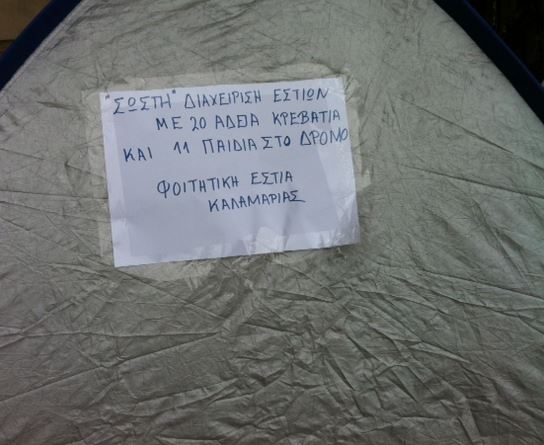 "ΣΩΣΤΗ" ΔΙΑΧΕΙΡΙΣΗ ΕΣΤΙΩΝ
ΜΕ 20 ΑΔΕΙΑ ΚΡΕΒΑΤΙΑ
ΚΑΙ 11 ΠΑΙΔΙΑ ΣΤΟ ΔΡΟΜΟ
ΦΟΙΤΗΤΙΚΗ ΕΣΤΙΑ
ΚΑΛΑΜΑΡΙΑΣ